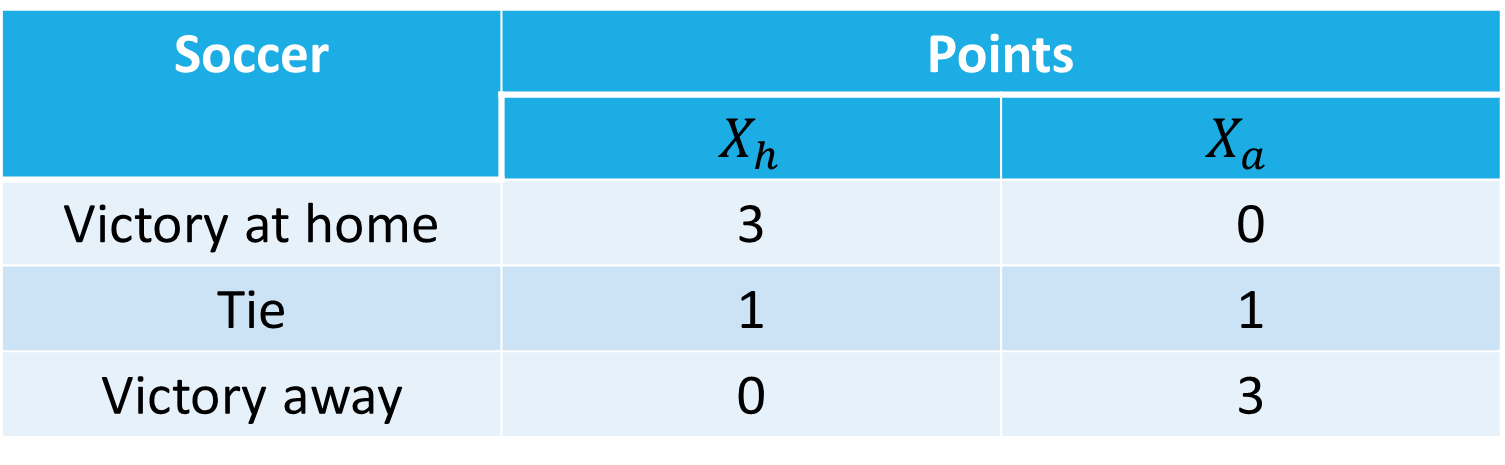 Soccer Points
X_h X_a
Victory at home 3 0
Tie 1 1
Victory away 0 3